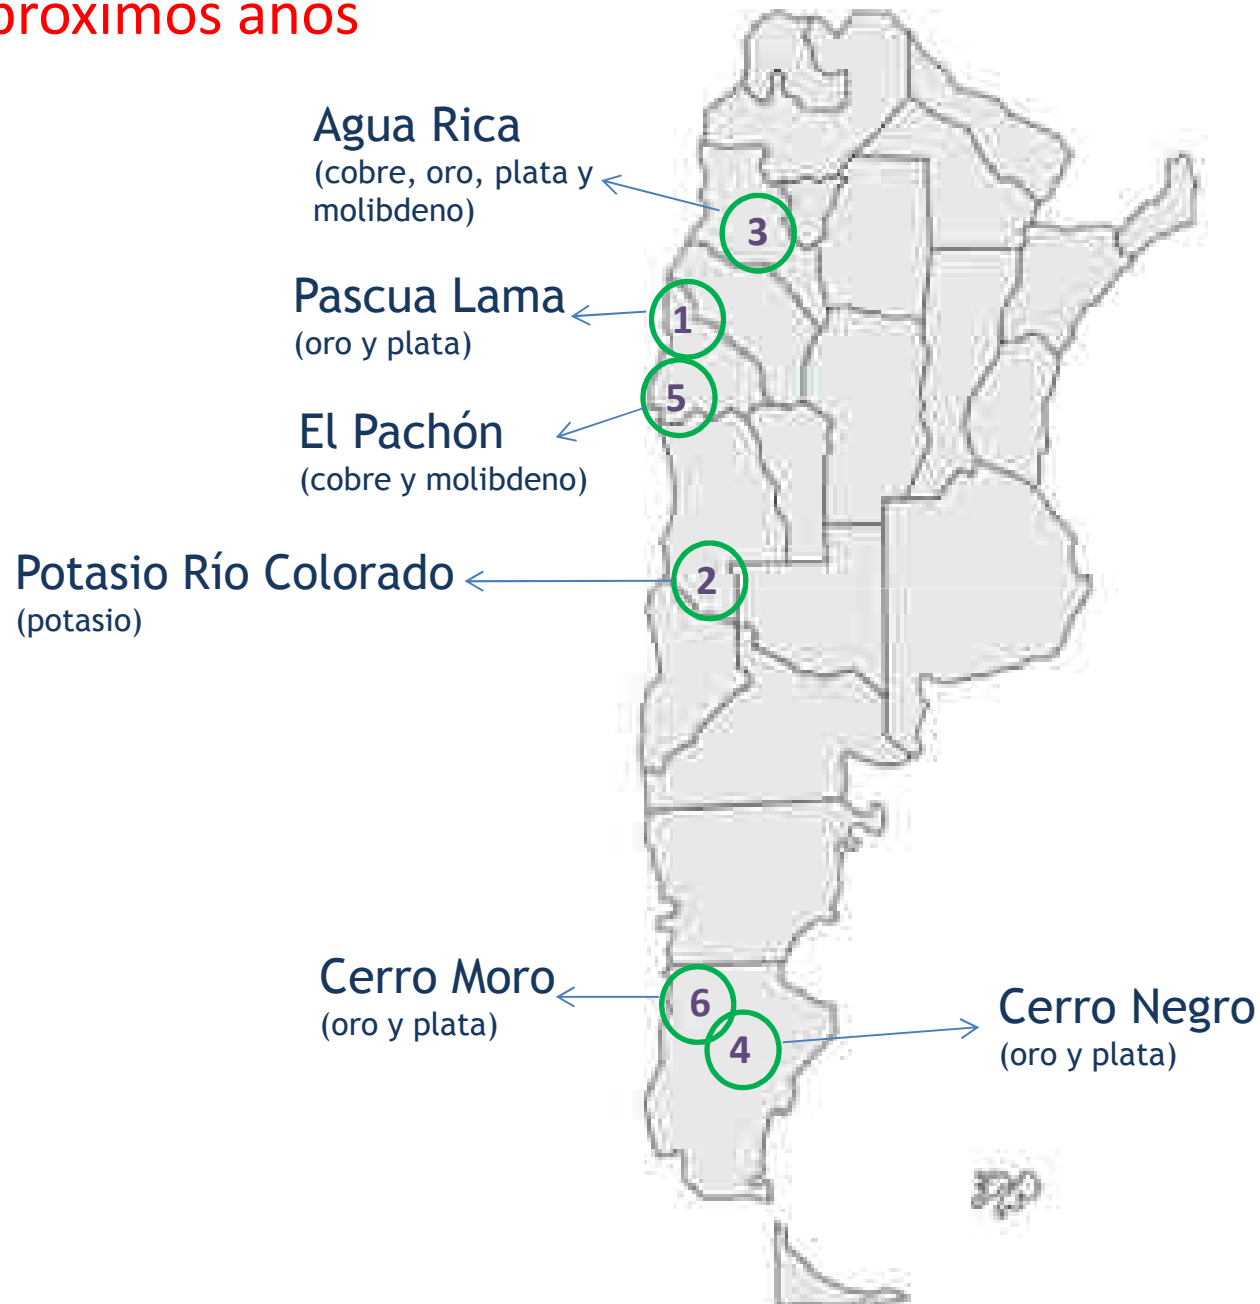 próximos años
Agua Rica
(cobre, oro, plata y
molibdeno)
3
Pascua Lama
(oro y plata)
1
5
El Pachón
(cobre y molibdeno)
Potasio Río Colorado
(potasio)
2
Cerro Moro
(oro y plata)
6
4
Cerro Negro
(oro y plata)